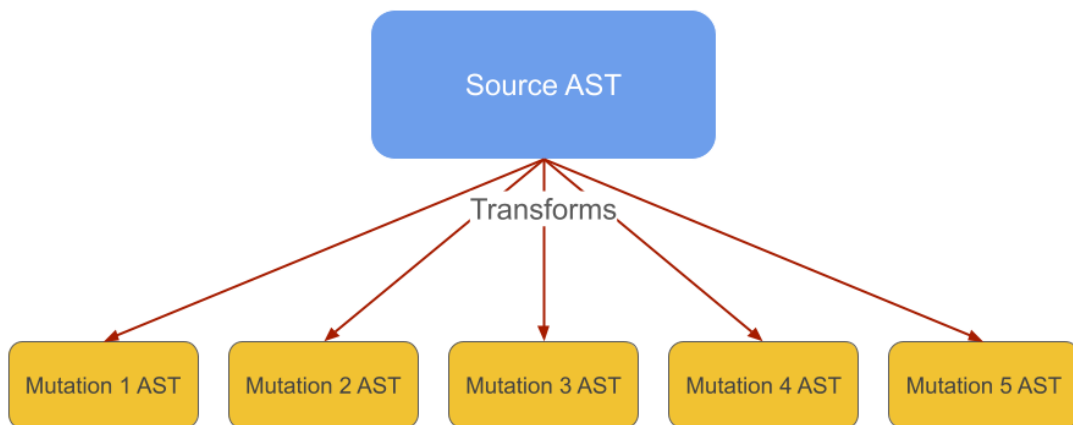 Source AST
Transforms
Mutation 1 AST
Mutation 2 AST
Mutation 3 AST
Mutation 4 AST
Mutation 5 AST